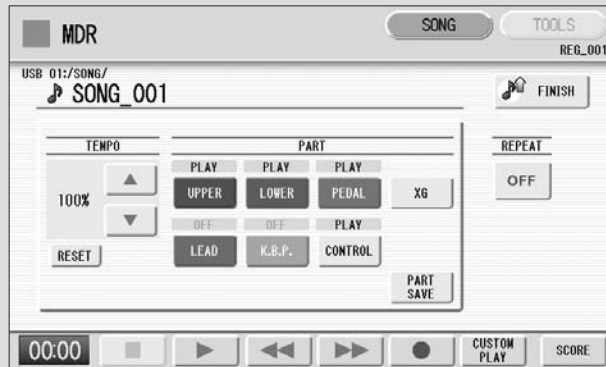 MDR
SONG
TOOLS
REG_001
USB 01:/SONG/
SONG_001
FINISH
TEMPO
PART
REPEAT
PLAY PLAY PLAY
100%
UPPER LOWER PEDAL XG
OFF
OFF OFF PLAY
RESET
LEAD K.B.P. CONTROL
PART
SAVE
00:00
CUSTOM
PLAY
SCORE